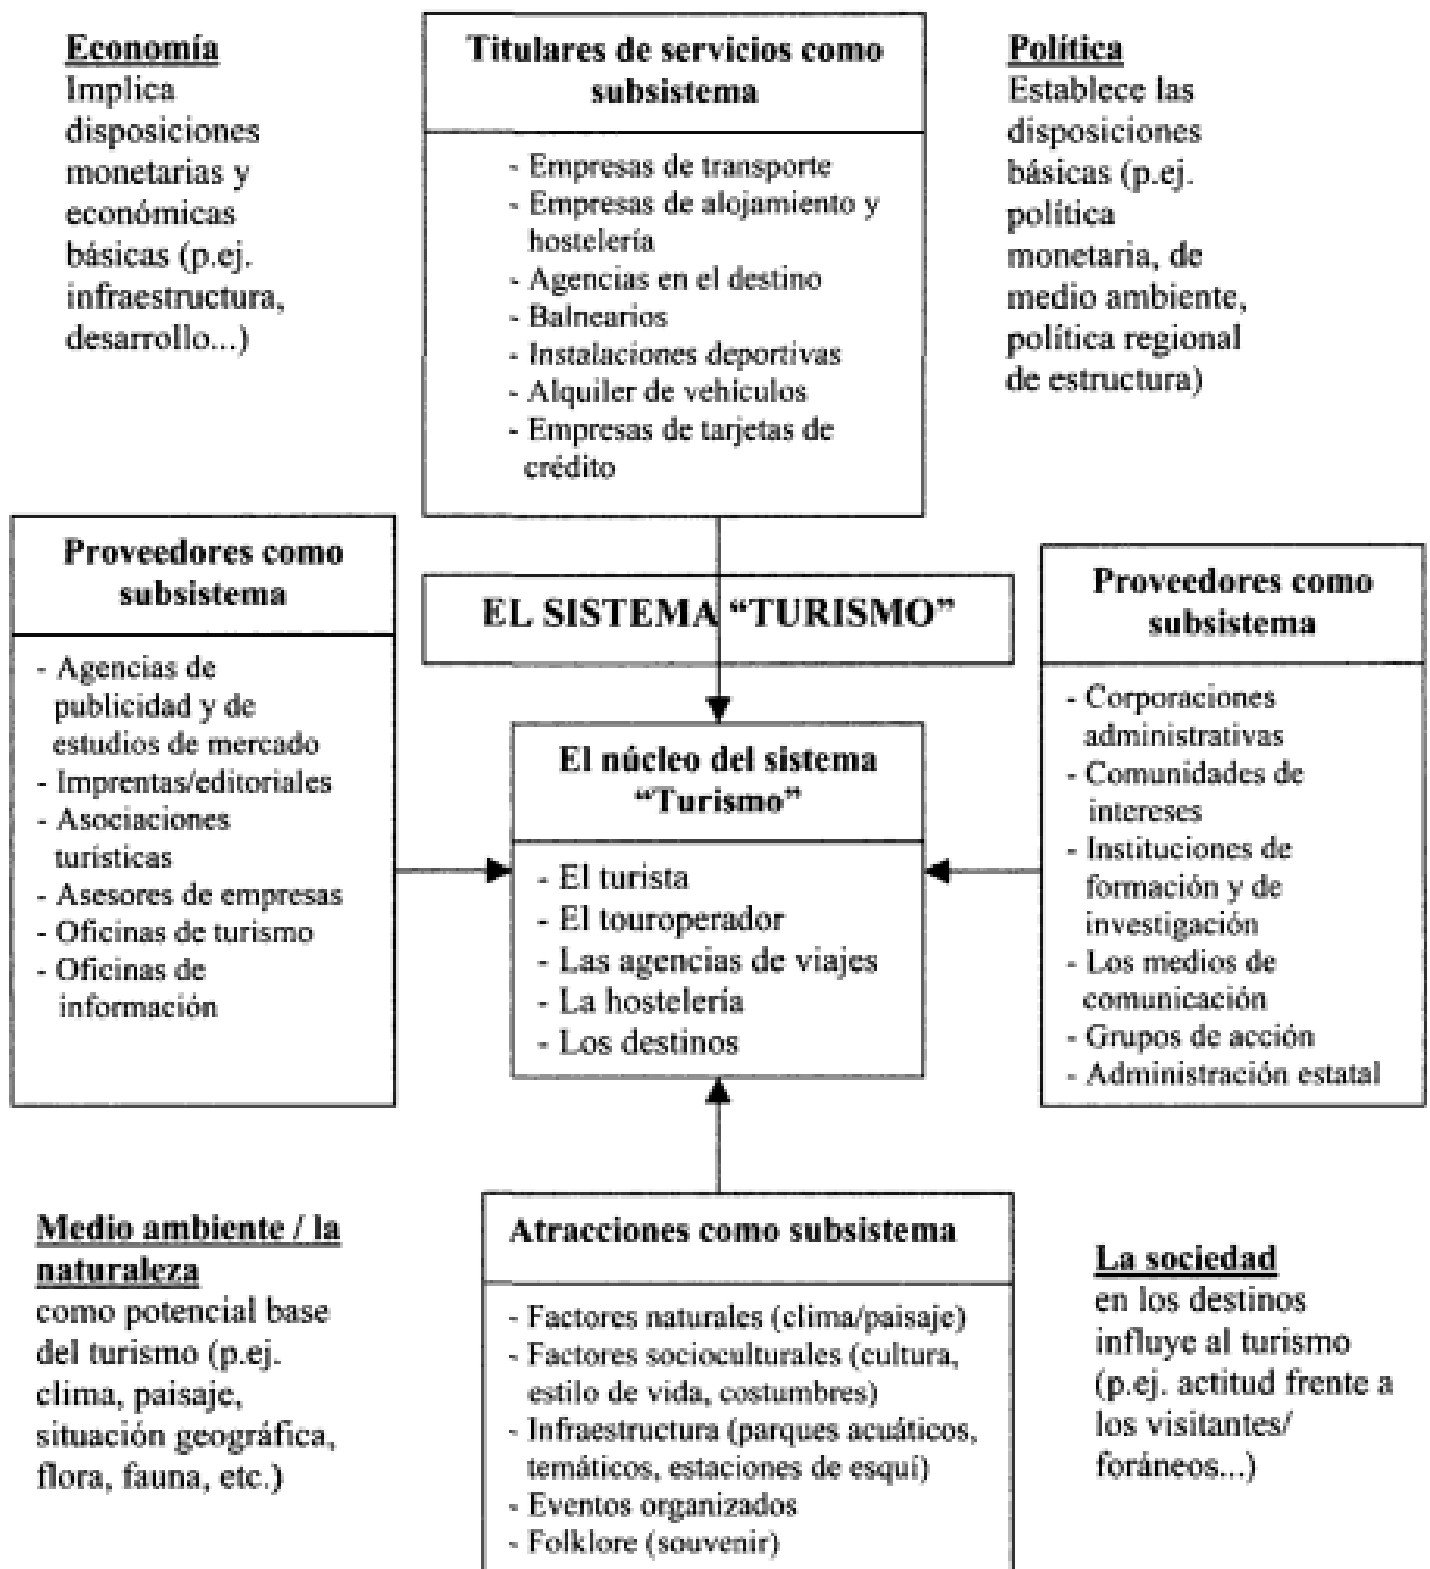 Economía
Implica
disposiciones
monetarias y
económicas
básicas (p.ej.
infraestructura,
desarrollo...)
Titulares de servicios como
subsistema
- Empresas de transporte
- Empresas de alojamiento y
hostelería
- Agencias en el destino
- Balnearios
- Instalaciones deportivas
- Alquiler de vehículos
- Empresas de tarjetas de
crédito
Política
Establece las
disposiciones
básicas (p.ej.
política
monetaria, de
medio ambiente,
política regional
de estructura)
Proveedores como
subsistema
- Agencias de
publicidad y de
estudios de mercado
- Imprentas/editoriales
- Asociaciones
turísticas
- Asesores de empresas
- Oficinas de turismo
- Oficinas de
información
EL SISTEMA “TURISMO”
El núcleo del sistema
“Turismo”
- El turista
- El touroperador
- Las agencias de viajes
- La hostelería
- Los destinos
Proveedores como
subsistema
- Corporaciones
administrativas
- Comunidades de
intereses
- Instituciones de
formación y de
investigación
- Los medios de
comunicación
- Grupos de acción
- Administración estatal
Medio ambiente / la
naturaleza
como potencial base
del turismo (p.ej.
clima, paisaje,
situación geográfica,
flora, fauna, etc.)
Atracciones como subsistema
- Factores naturales (clima/paisaje)
- Factores socioculturales (cultura,
estilo de vida, costumbres)
- Infraestructura (parques acuáticos,
temáticos, estaciones de esquí)
- Eventos organizados
- Folklore (souvenir)
La sociedad
en los destinos
influye al turismo
(p.ej. actitud frente a
los visitantes/
foráneos...)